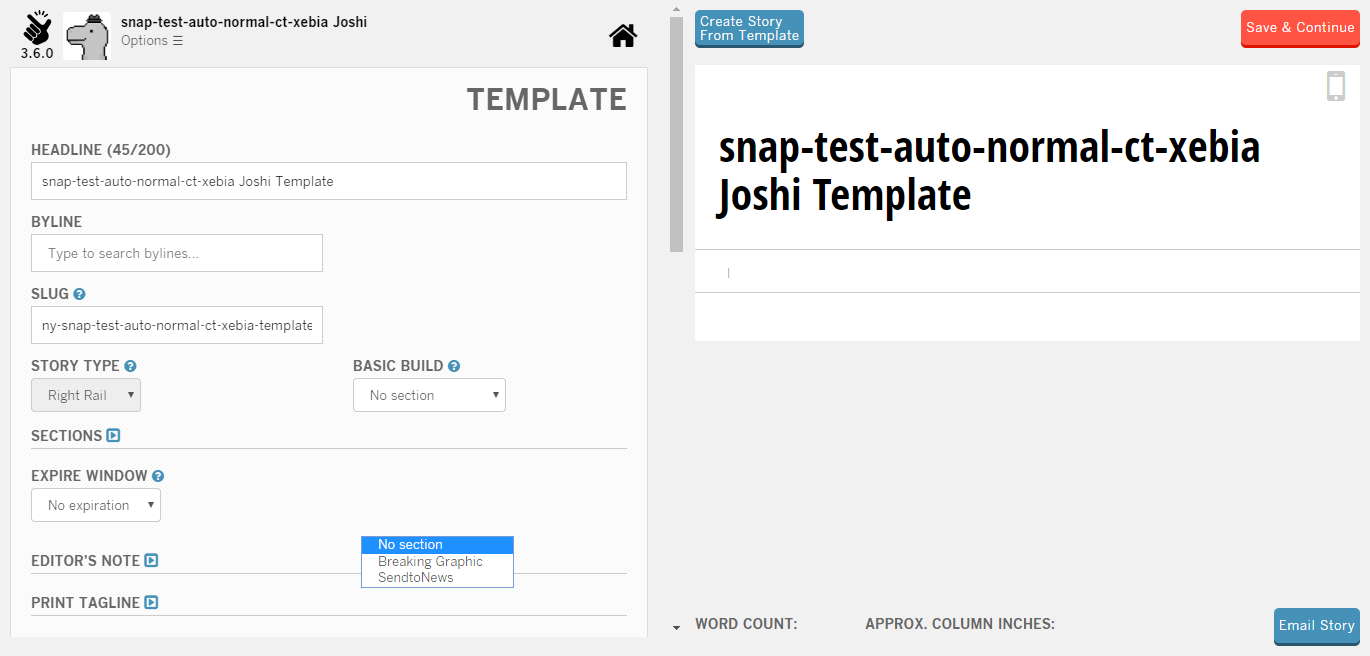 snap-test-auto-normal-ct-xebia Joshi
Options ☰
3.6.0
TEMPLATE
HEADLINE (45/200)
snap-test-auto-normal-ct-xebia Joshi Template
BYLINE
Type to search bylines...
SLUG
ny-snap-test-auto-normal-ct-xebia-template
STORY TYPE
BASIC BUILD
Right Rail
No section
SECTIONS
EXPIRE WINDOW
No expiration
No section
Breaking Graphic
SendtoNews
EDITOR'S NOTE
PRINT TAGLINE
Create Story
From Template
Save & Continue
snap-test-auto-normal-ct-xebia
Joshi Template
|
WORD COUNT:
APPROX. COLUMN INCHES:
Email Story